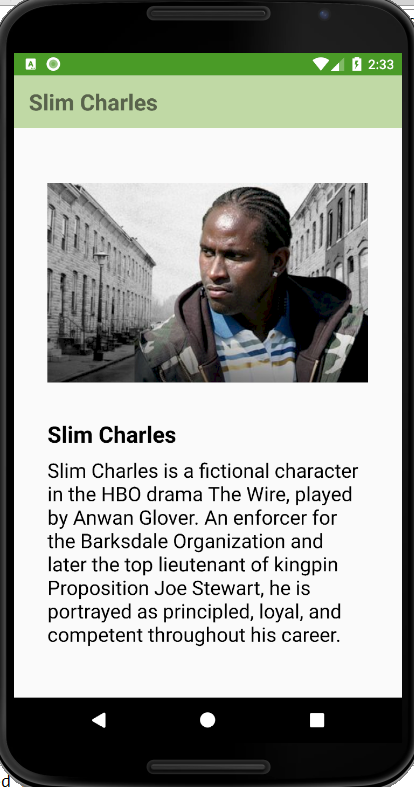 2:33
Slim Charles
Slim Charles
Slim Charles is a fictional character
in the HBO drama The Wire, played
by Anwan Glover. An enforcer for
the Barksdale Organization and
later the top lieutenant of kingpin
Proposition Joe Stewart, he is
portrayed as principled, loyal, and
competent throughout his career.
d